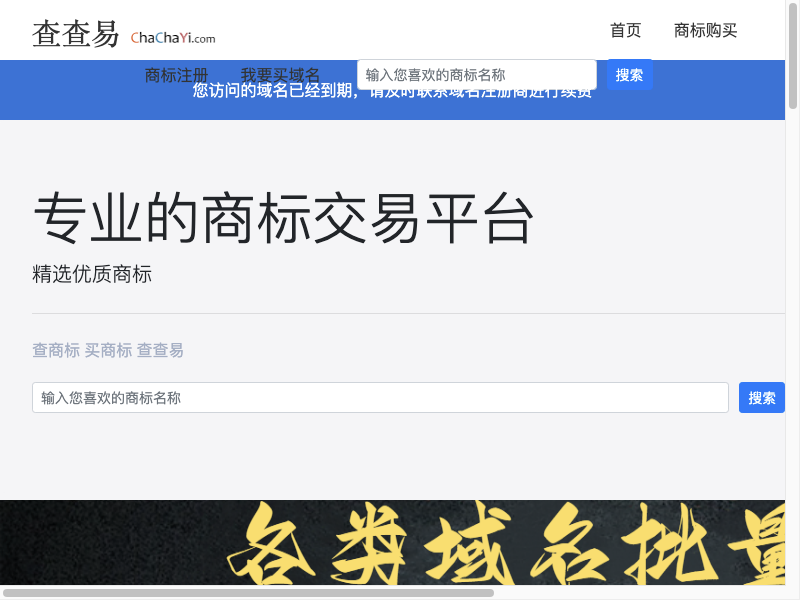 查查易 ChaChaYi.com
首页 商标购买
商标注册 我要买域名 输入您喜欢的商标名称 搜索
您访问的域名已经到期，请及时联系域名注册商进行续费
专业的商标交易平台
精选优质商标
查商标 买商标 查查易
输入您喜欢的商标名称 搜索
各类域名批量